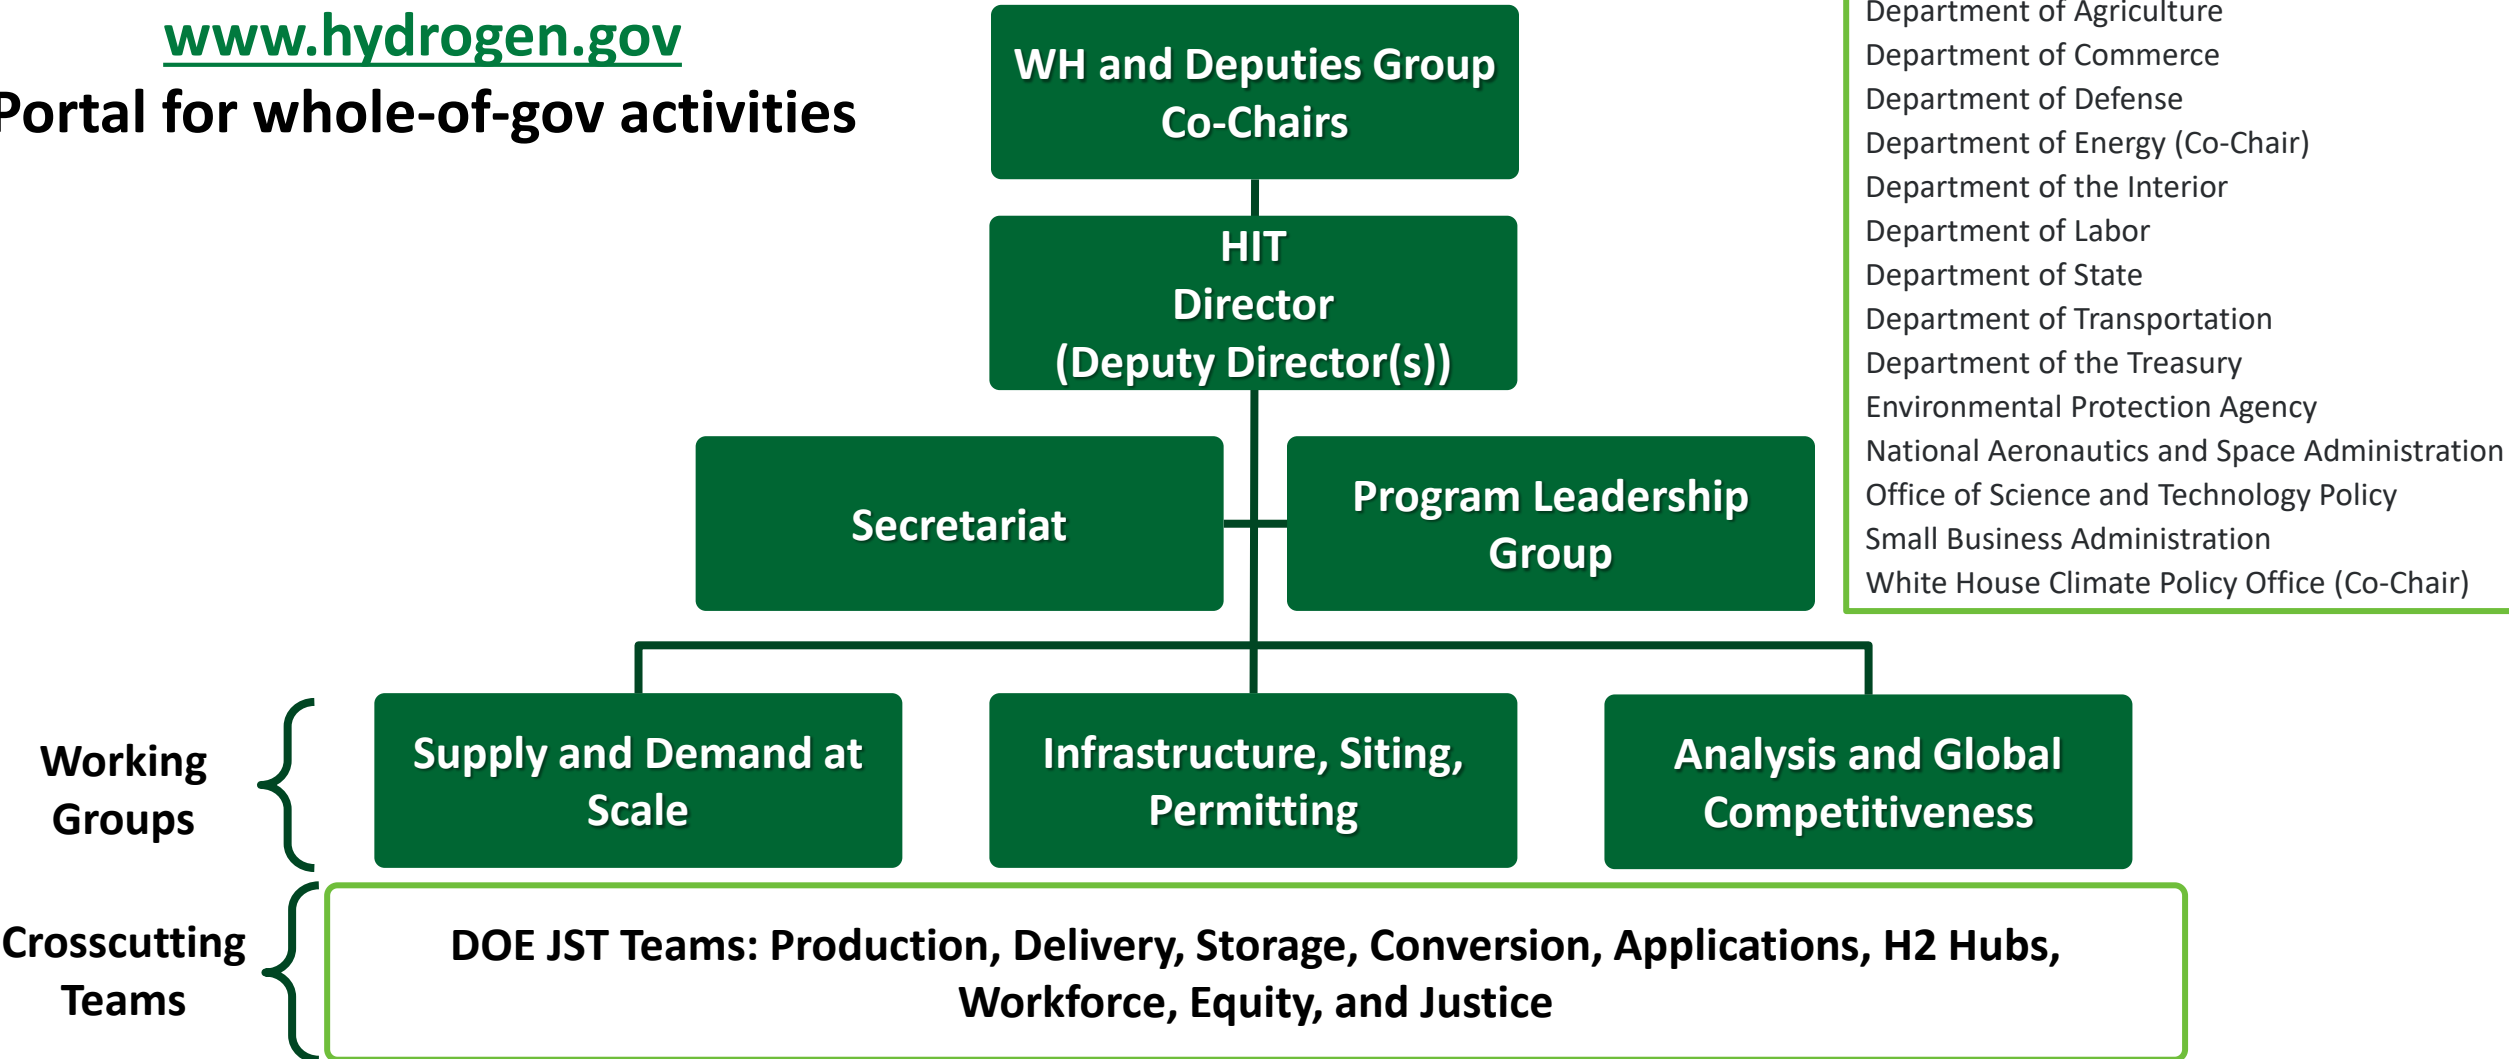 www.hydrogen.gov
Portal for whole-of-gov activities
WH and Deputies Group
Co-Chairs
HIT
Director
(Deputy Director(s))
Secretariat
Program Leadership
Group
Department of Agriculture
Department of Commerce
Department of Defense
Department of Energy (Co-Chair)
Department of the Interior
Department of Labor
Department of State
Department of Transportation
Department of the Treasury
Environmental Protection Agency
National Aeronautics and Space Administration
Office of Science and Technology Policy
Small Business Administration
White House Climate Policy Office (Co-Chair)
Working
Groups
Supply and Demand at
Scale
Infrastructure, Siting,
Permitting
Analysis and Global
Competitiveness
Crosscutting
Teams
DOE JST Teams: Production, Delivery, Storage, Conversion, Applications, H2 Hubs,
Workforce, Equity, and Justice